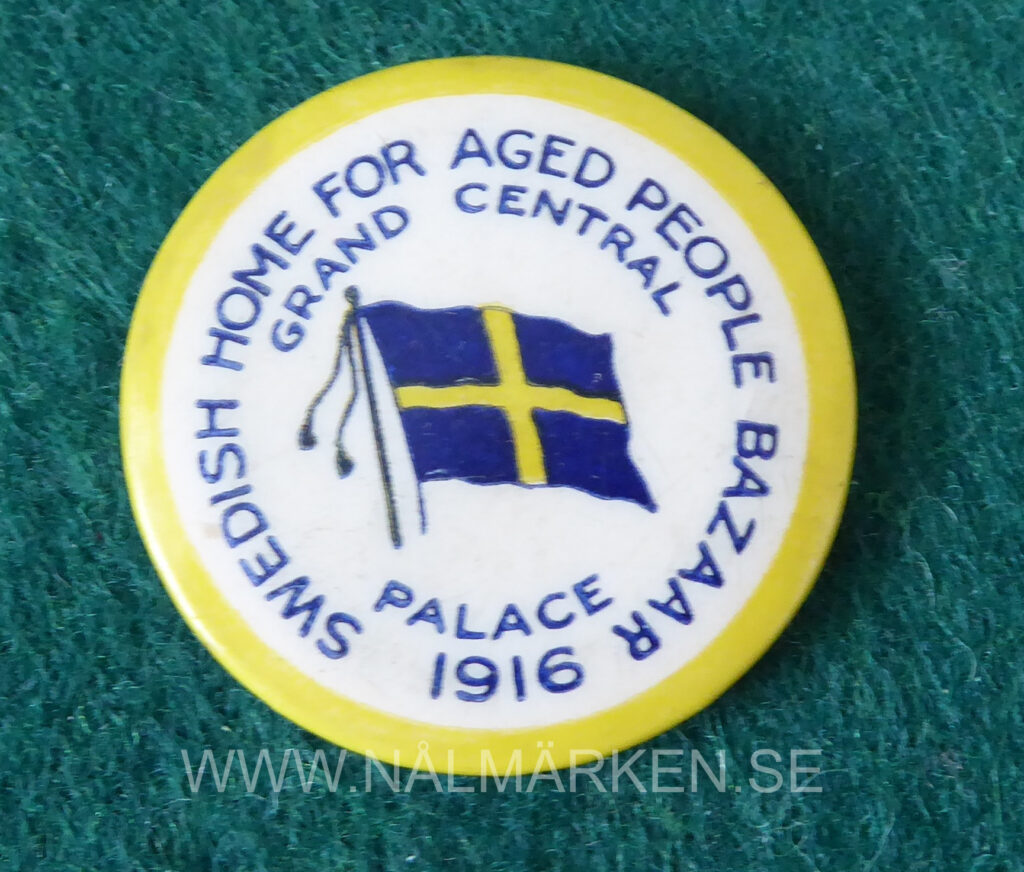 SWEDISH HOME FOR AGED PEOPLE BAZAAR
GRAND CENTRAL
PALACE
1916
WWW.NÅLMÄRKEN.SE